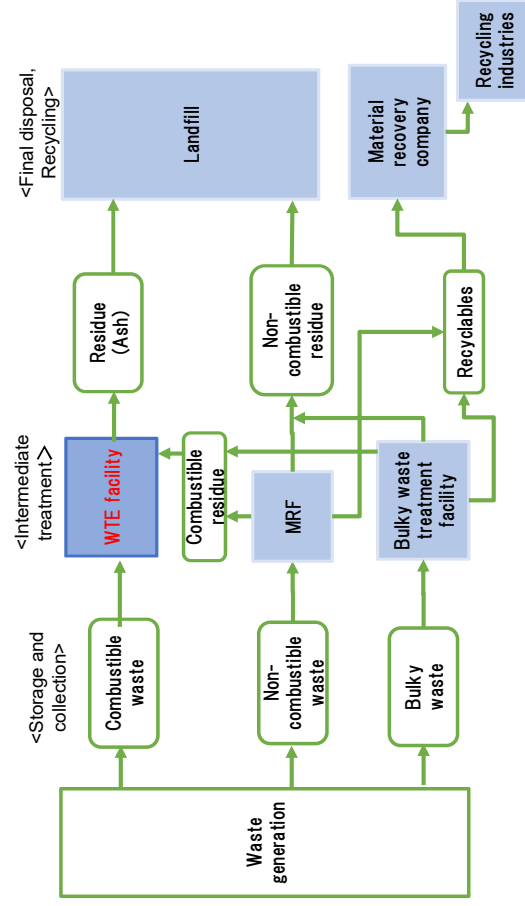 <Storage and
collection>
<Intermediate
treatment>
<Final disposal,
Recycling>
Waste
generation
Combustible
waste
WTE facility
Residue
(Ash)
Landfill
Combustible
residue
Non-
combustible
waste
MRF
Non-
combustible
residue
Bulky
waste
Bulky waste
treatment
facility
Recyclables
Material
recovery
company
Recycling
industries